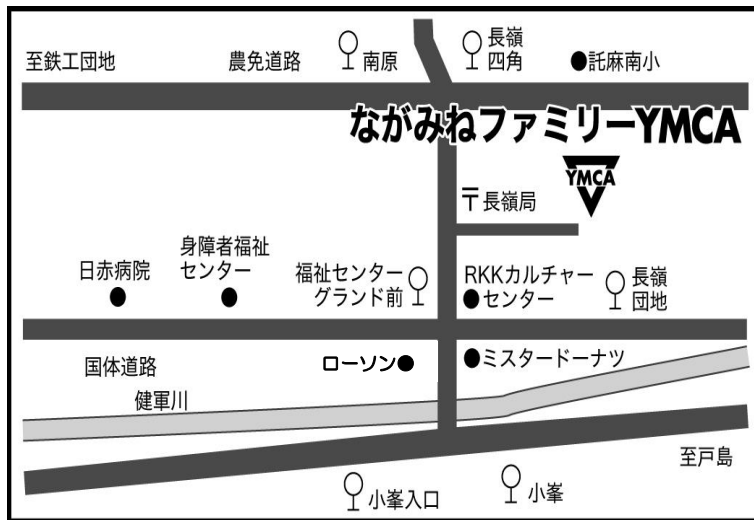 至鉄工団地
農免道路
南原
長嶺
四角
託麻南小
ながみねファミリーYMCA
YMCA
〒長嶺局
日赤病院
身障者福祉
センター
福祉センター
グランド前
RKKカルチャー
センター
長嶺
団地
国体道路
ローソン
ミスタードーナツ
健軍川
至戸島
小峯入口
小峯